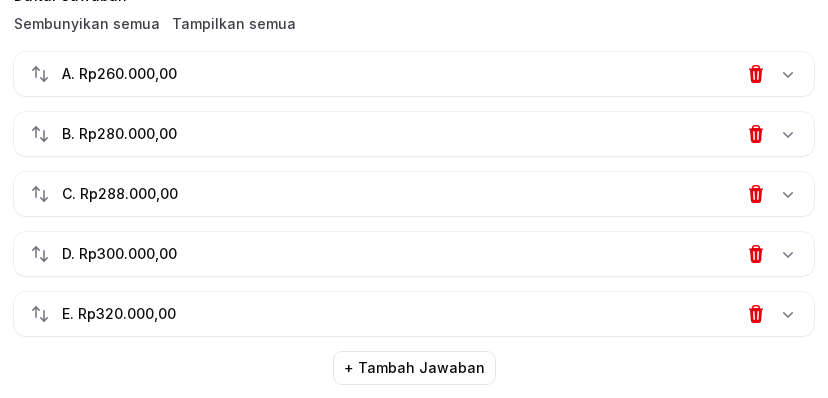 Sembunyikan semua Tampilkan semua
A. Rp260.000,00
B. Rp280.000,00
C. Rp288.000,00
D. Rp300.000,00
E. Rp320.000,00
+ Tambah Jawaban